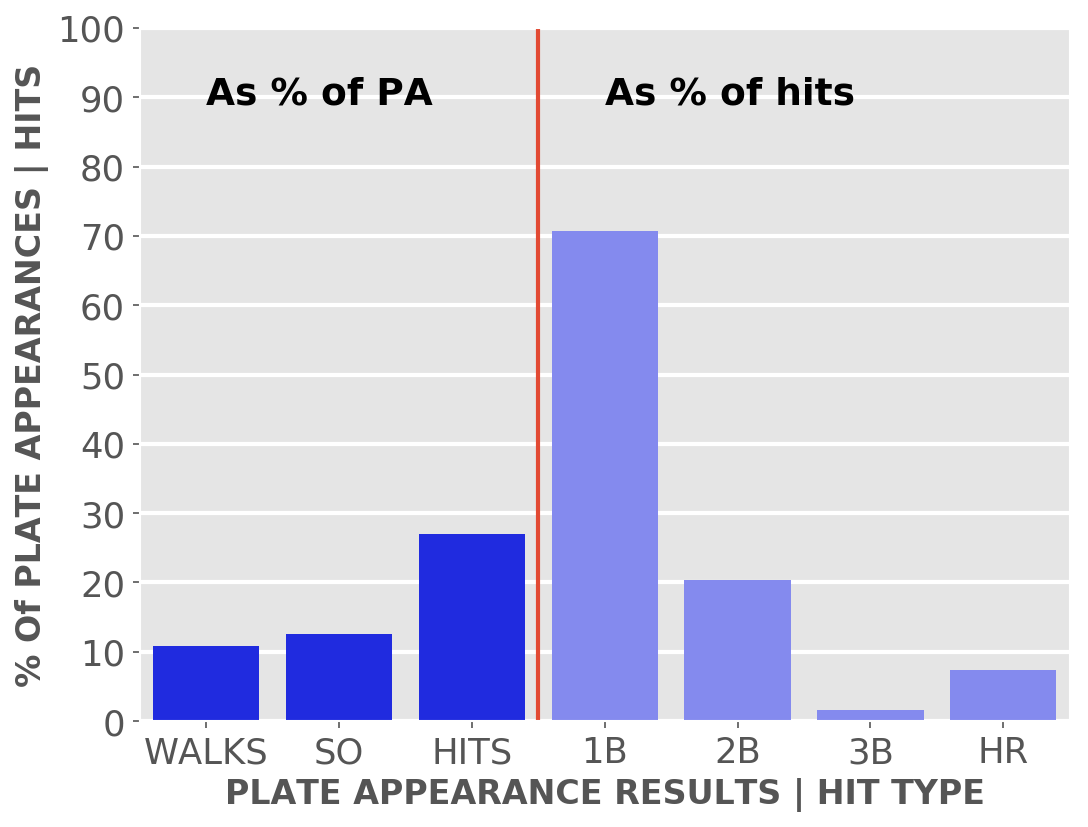 % Of PLATE APPEARANCES | HITS
100
90
80
70
60
50
40
30
20
10
0
As % of PA
As % of hits
WALKS SO HITS 1B 2B 3B HR
PLATE APPEARANCE RESULTS | HIT TYPE